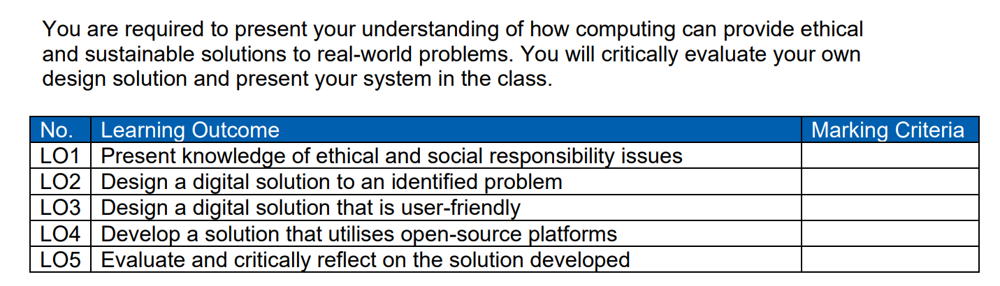 You are required to present your understanding of how computing can provide ethical
and sustainable solutions to real-world problems. You will critically evaluate your own
design solution and present your system in the class.
No. Learning Outcome Marking Criteria
LO1 Present knowledge of ethical and social responsibility issues
LO2 Design a digital solution to an identified problem
LO3 Design a digital solution that is user-friendly
LO4 Develop a solution that utilises open-source platforms
LO5 Evaluate and critically reflect on the solution developed